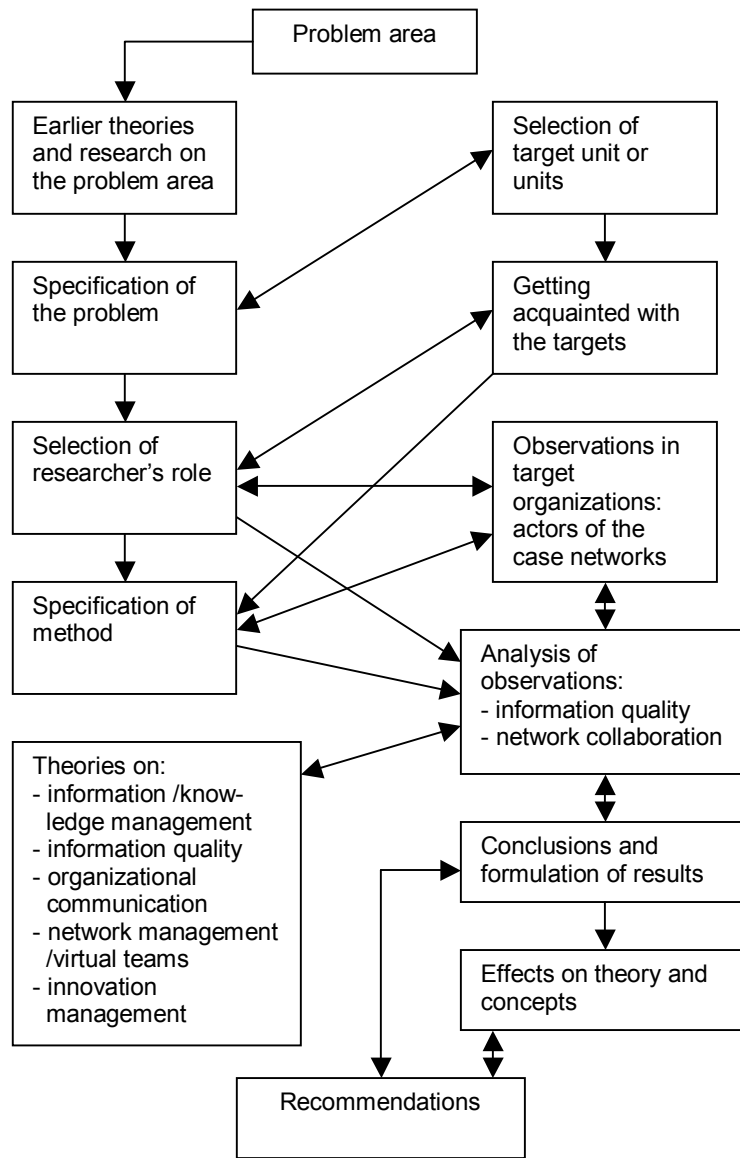 Problem area
Earlier theories
and research on
the problem area
Selection of
target unit or
units
Specification of
the problem
Getting
acquainted with
the targets
Selection of
researcher's role
Observations in
target
organizations:
actors of the
case networks
Specification of
method
Analysis of
observations:
- information quality
- network collaboration
Theories on:
- information /know-
ledge management
- information quality
- organizational
communication
- network management
/virtual teams
- innovation
management
Conclusions and
formulation of results
Effects on theory and
concepts
Recommendations